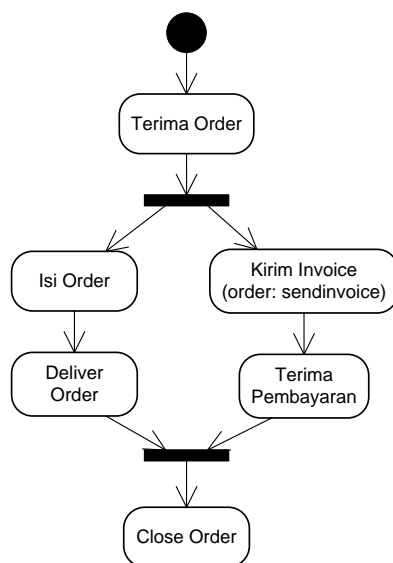 Terima Order
Isi Order
Kirim Invoice
(order: sendinvoice)
Deliver
Order
Terima
Pembayaran
Close Order